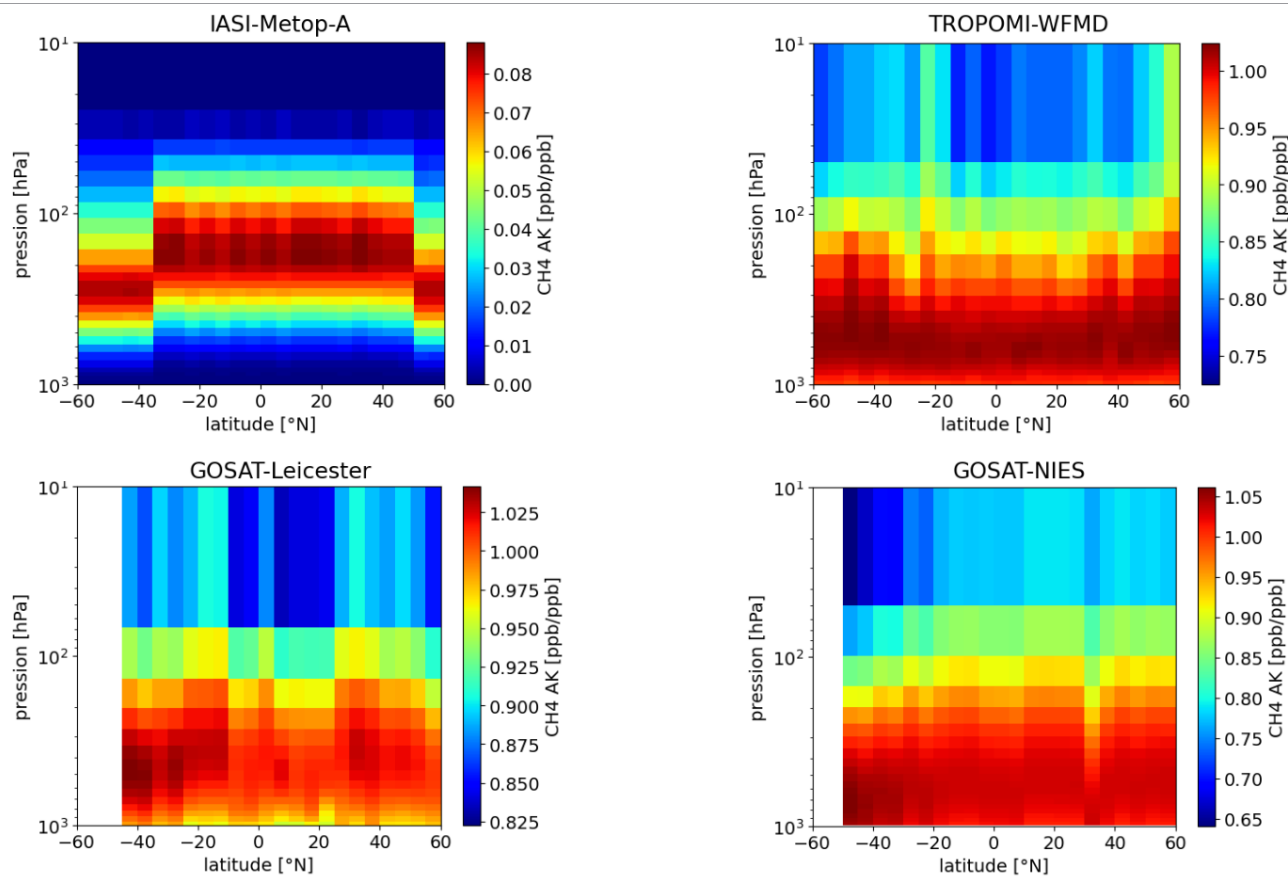 IASI-Metop-A
10¹
10²
10³
pression [hPa]
−60 −40 −20 0 20 40 60
latitude [°N]
0.08
0.07
0.06
0.05
0.04
0.03
0.02
0.01
0.00
CH4 AK [ppb/ppb]
TROPOMI-WFMD
10¹
10²
10³
pression [hPa]
−60 −40 −20 0 20 40 60
latitude [°N]
1.00
0.95
0.90
0.85
0.80
0.75
CH4 AK [ppb/ppb]
GOSAT-Leicester
10¹
10²
10³
pression [hPa]
−60 −40 −20 0 20 40 60
latitude [°N]
1.025
1.000
0.975
0.950
0.925
0.900
0.875
0.850
0.825
CH4 AK [ppb/ppb]
GOSAT-NIES
10¹
10²
10³
pression [hPa]
−60 −40 −20 0 20 40 60
latitude [°N]
1.05
1.00
0.95
0.90
0.85
0.80
0.75
0.70
0.65
CH4 AK [ppb/ppb]